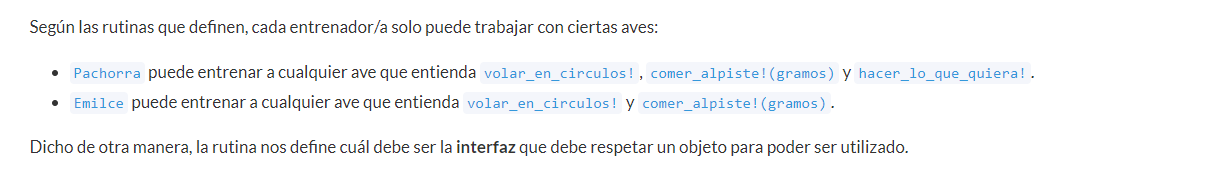 Según las rutinas que definen, cada entrenador/a solo puede trabajar con ciertas aves:
• Pachorra puede entrenar a cualquier ave que entienda volar_en_circulos!, comer_alpiste!(gramos) y hacer_lo_que_quiera!.
• Emilce puede entrenar a cualquier ave que entienda volar_en_circulos! y comer_alpiste!(gramos).
Dicho de otra manera, la rutina nos define cuál debe ser la interfaz que debe respetar un objeto para poder ser utilizado.